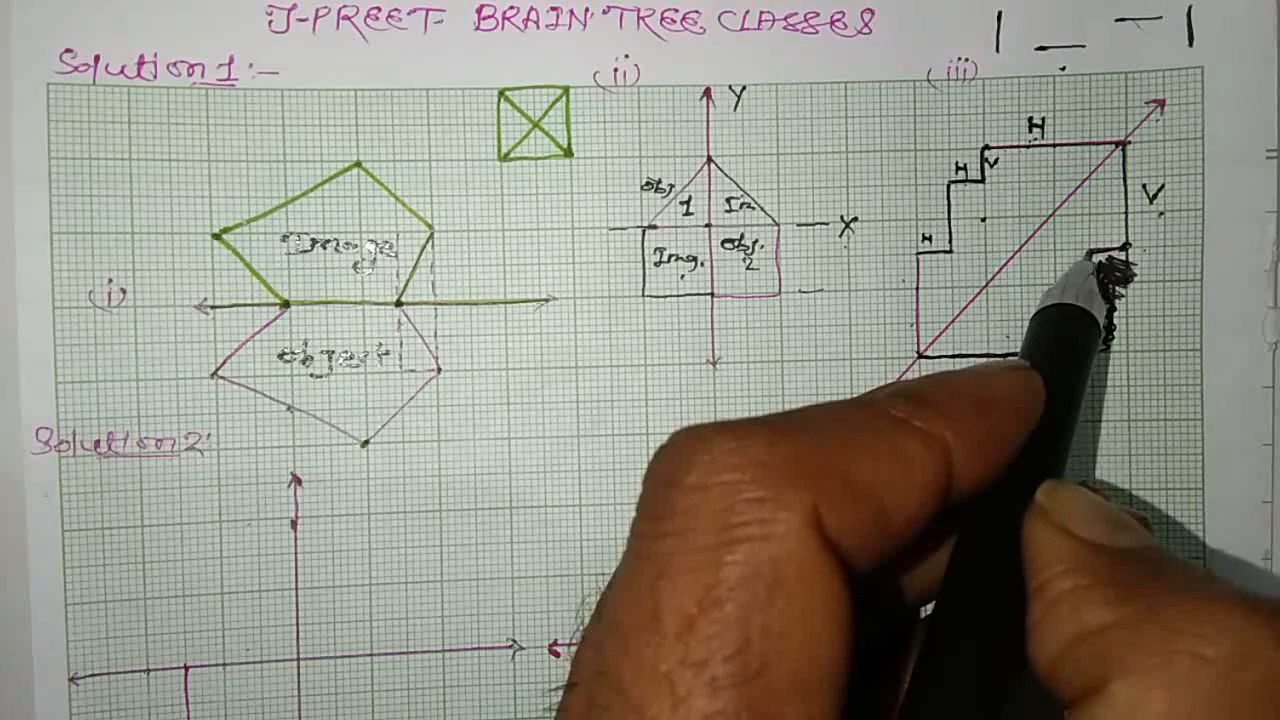 J-PREET BRAIN TREE CLASSES
Solution 1:-
(i)
Image
object
(ii)
Y
X
obj
1
Im
Img.
obj.
2
(iii)
H
V
H
H
V
Solution 2: